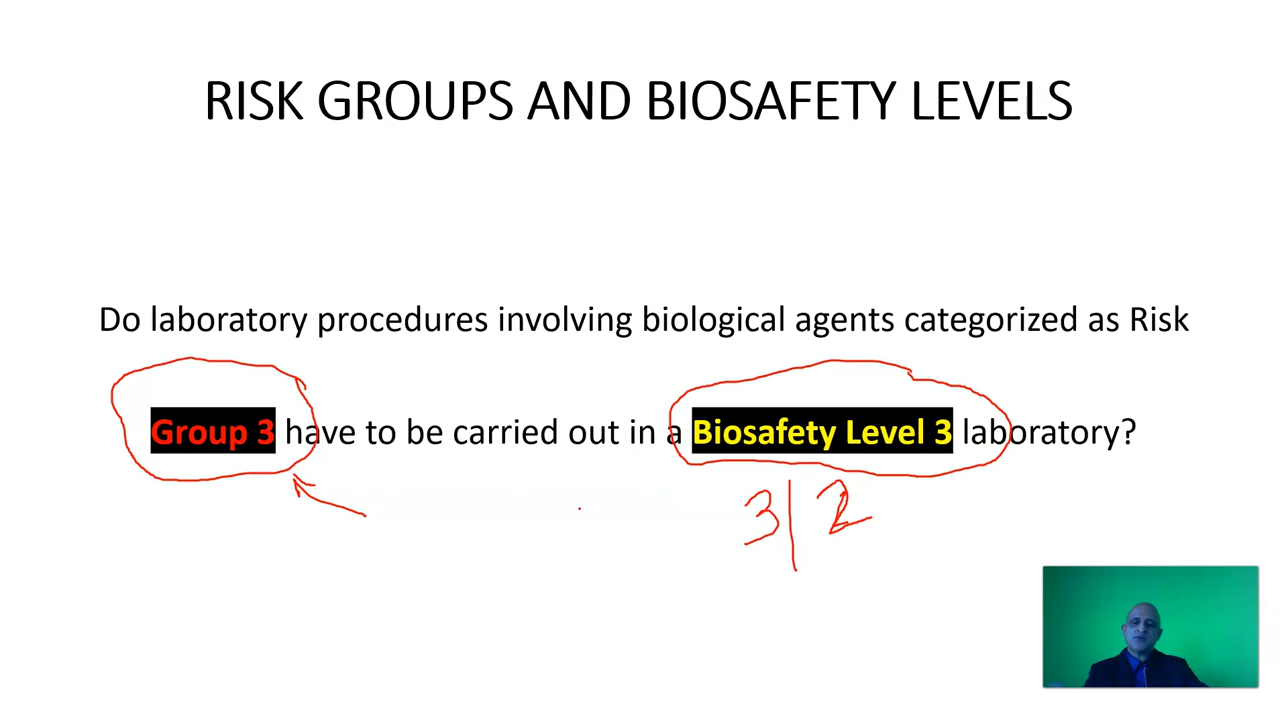 RISK GROUPS AND BIOSAFETY LEVELS
Do laboratory procedures involving biological agents categorized as Risk
Group 3 have to be carried out in a Biosafety Level 3 laboratory?
3 | 2